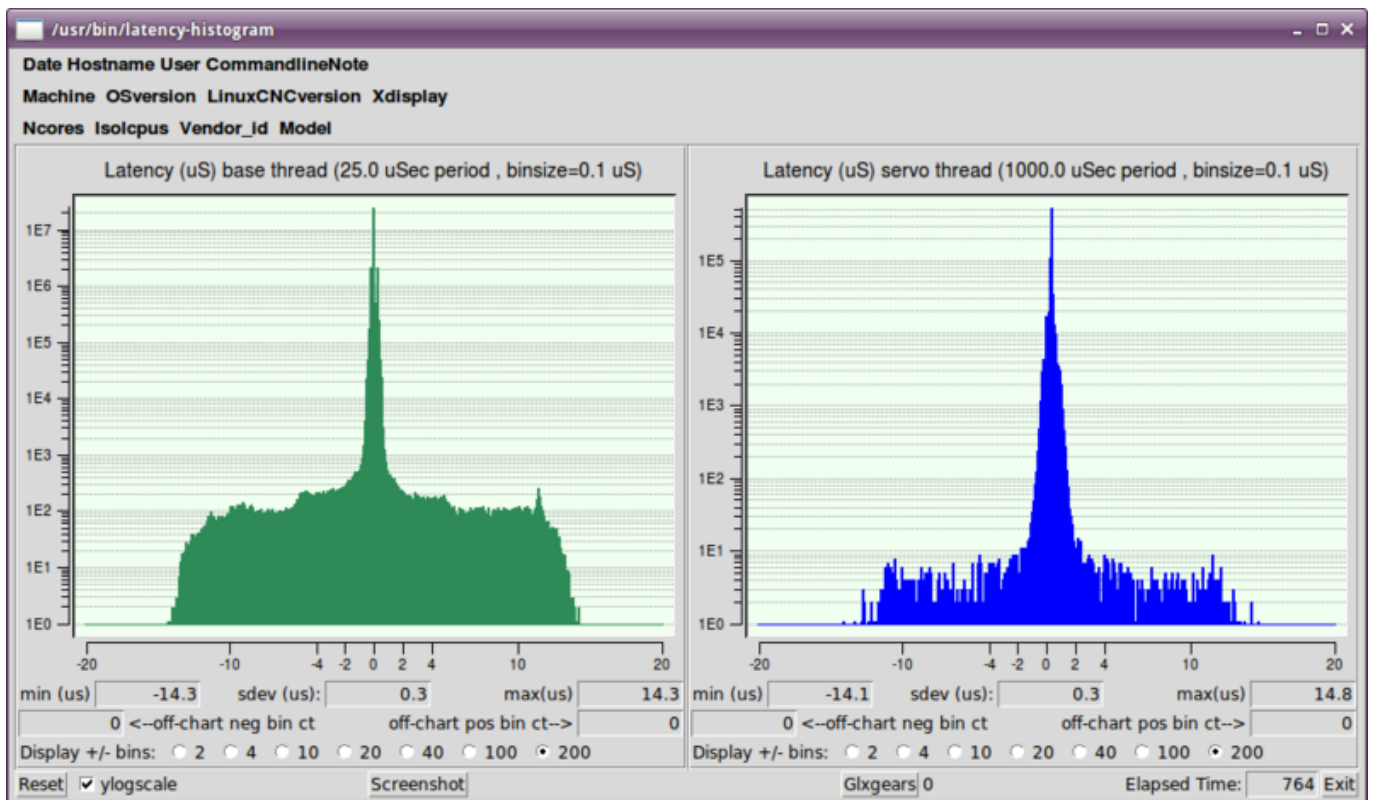 /usr/bin/latency-histogram
Date Hostname User CommandlineNote
Machine OSversion LinuxCNCversion Xdisplay
Ncores Isolcpus Vendor_id Model
Latency (uS) base thread (25.0 uSec period , binsize=0.1 uS)
1E7
1E6
1E5
1E4
1E3
1E2
1E1
1E0
-20 -10 -4 -2 0 2 4 10 20
min (us) -14.3 sdev (us): 0.3 max(us) 14.3
0 <--off-chart neg bin ct off-chart pos bin ct--> 0
Display +/- bins: 2 4 10 20 40 100 200
Latency (uS) servo thread (1000.0 uSec period , binsize=0.1 uS)
1E5
1E4
1E3
1E2
1E1
1E0
-20 -10 -4 -2 0 2 4 10 20
min (us) -14.1 sdev (us): 0.3 max(us) 14.8
0 <--off-chart neg bin ct off-chart pos bin ct--> 0
Display +/- bins: 2 4 10 20 40 100 200
Reset ylogscale Screenshot Glxgears 0 Elapsed Time: 764 Exit